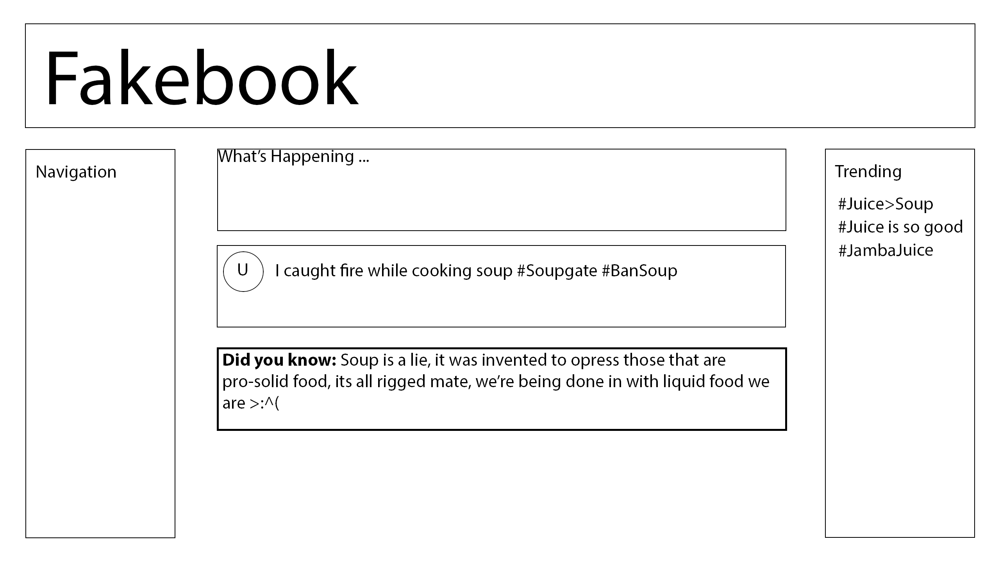 Fakebook
Navigation
What’s Happening ...
U
I caught fire while cooking soup #Soupgate #BanSoup
Did you know: Soup is a lie, it was invented to opress those that are
pro-solid food, its all rigged mate, we’re being done in with liquid food we
are >:^(
Trending
#Juice>Soup
#Juice is so good
#JambaJuice